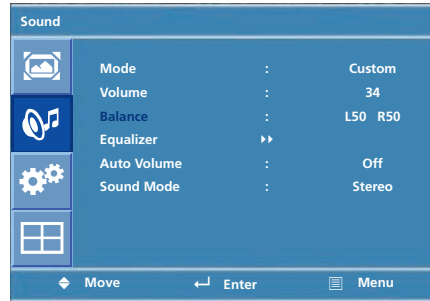 Sound
Mode : Custom
Volume : 34
Balance : L50 R50
Equalizer
Auto Volume : Off
Sound Mode : Stereo
Move Enter Menu